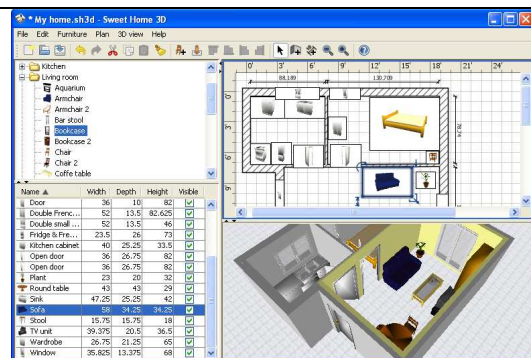 * My home.sh3d - Sweet Home 3D
File Edit Furniture Plan 3D view Help
Kitchen
Living room
Aquarium
Armchair
Armchair 2
Bar stool
Bookcase
Bookcase 2
Chair
Chair 2
Coffe table
0' 3' 6' 9' 12' 15' 18' 21' 24'
88.189 130.709
0'
3'
6'
9'
78.74
Name Width Depth Height Visible
Door 36 10 82
Double Frenc... 52 13.5 82.625
Double small ... 52 13.5 46
Fridge & Fre... 23.5 26 73
Kitchen cabinet 40 25.25 33.5
Open door 36 26.75 82
Open door 36 26.75 82
Plant 23 20 32
Round table 43 43 29
Sink 47.25 25.25 42
Sofa 58 34.25 34.25
Stool 15.75 15.75 18
TV unit 39.375 20.5 36.5
Wardrobe 26.75 21.25 65
Window 35.825 13.375 68